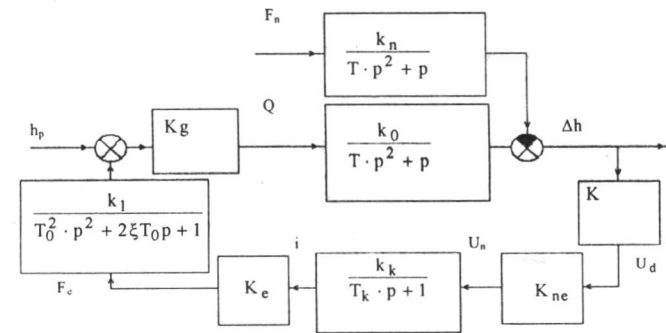 F_n
k_n
T · p² + p
Q
h_p
Kg
k_0
T · p² + p
Δh
k_1
T_0² · p² + 2ξT_0p + 1
K
F_e
K_e
i
k_k
T_k · p + 1
U_n
K_ne
U_d